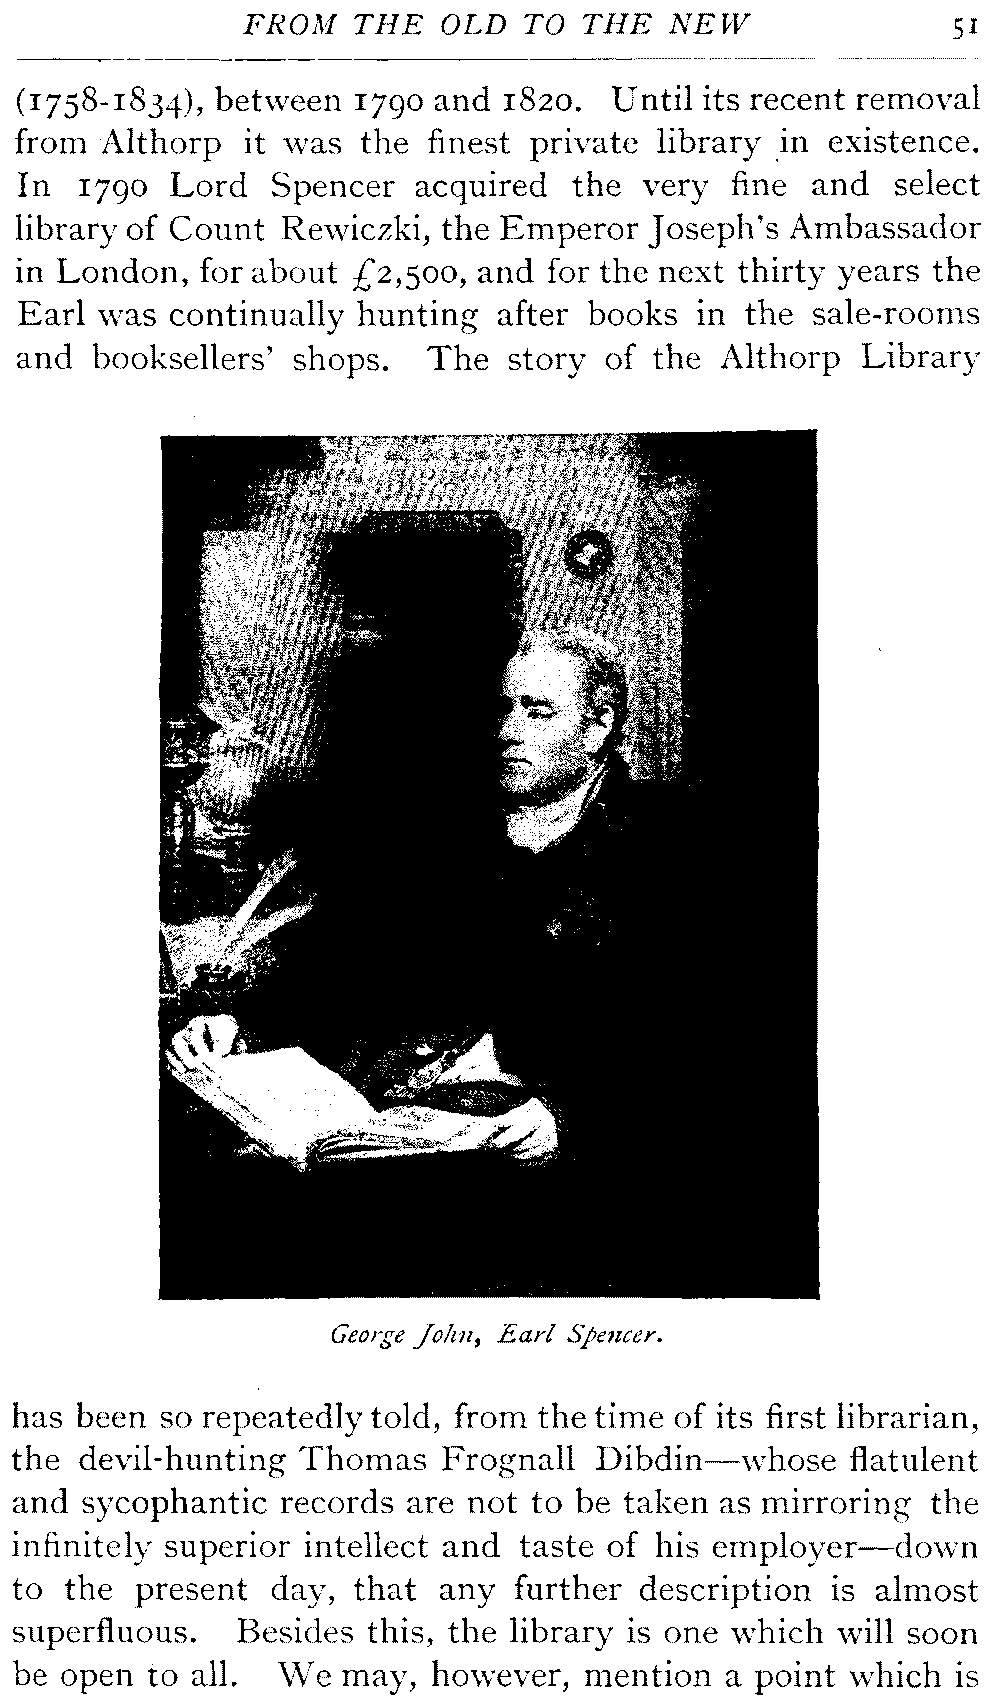 FROM THE OLD TO THE NEW 51
(1758-1834), between 1790 and 1820. Until its recent removal
from Althorp it was the finest private library in existence.
In 1790 Lord Spencer acquired the very fine and select
library of Count Rewiczki, the Emperor Joseph's Ambassador
in London, for about £2,500, and for the next thirty years the
Earl was continually hunting after books in the sale-rooms
and booksellers' shops. The story of the Althorp Library
George John, Earl Spencer.
has been so repeatedly told, from the time of its first librarian,
the devil-hunting Thomas Frognall Dibdin—whose flatulent
and sycophantic records are not to be taken as mirroring the
infinitely superior intellect and taste of his employer—down
to the present day, that any further description is almost
superfluous. Besides this, the library is one which will soon
be open to all. We may, however, mention a point which is